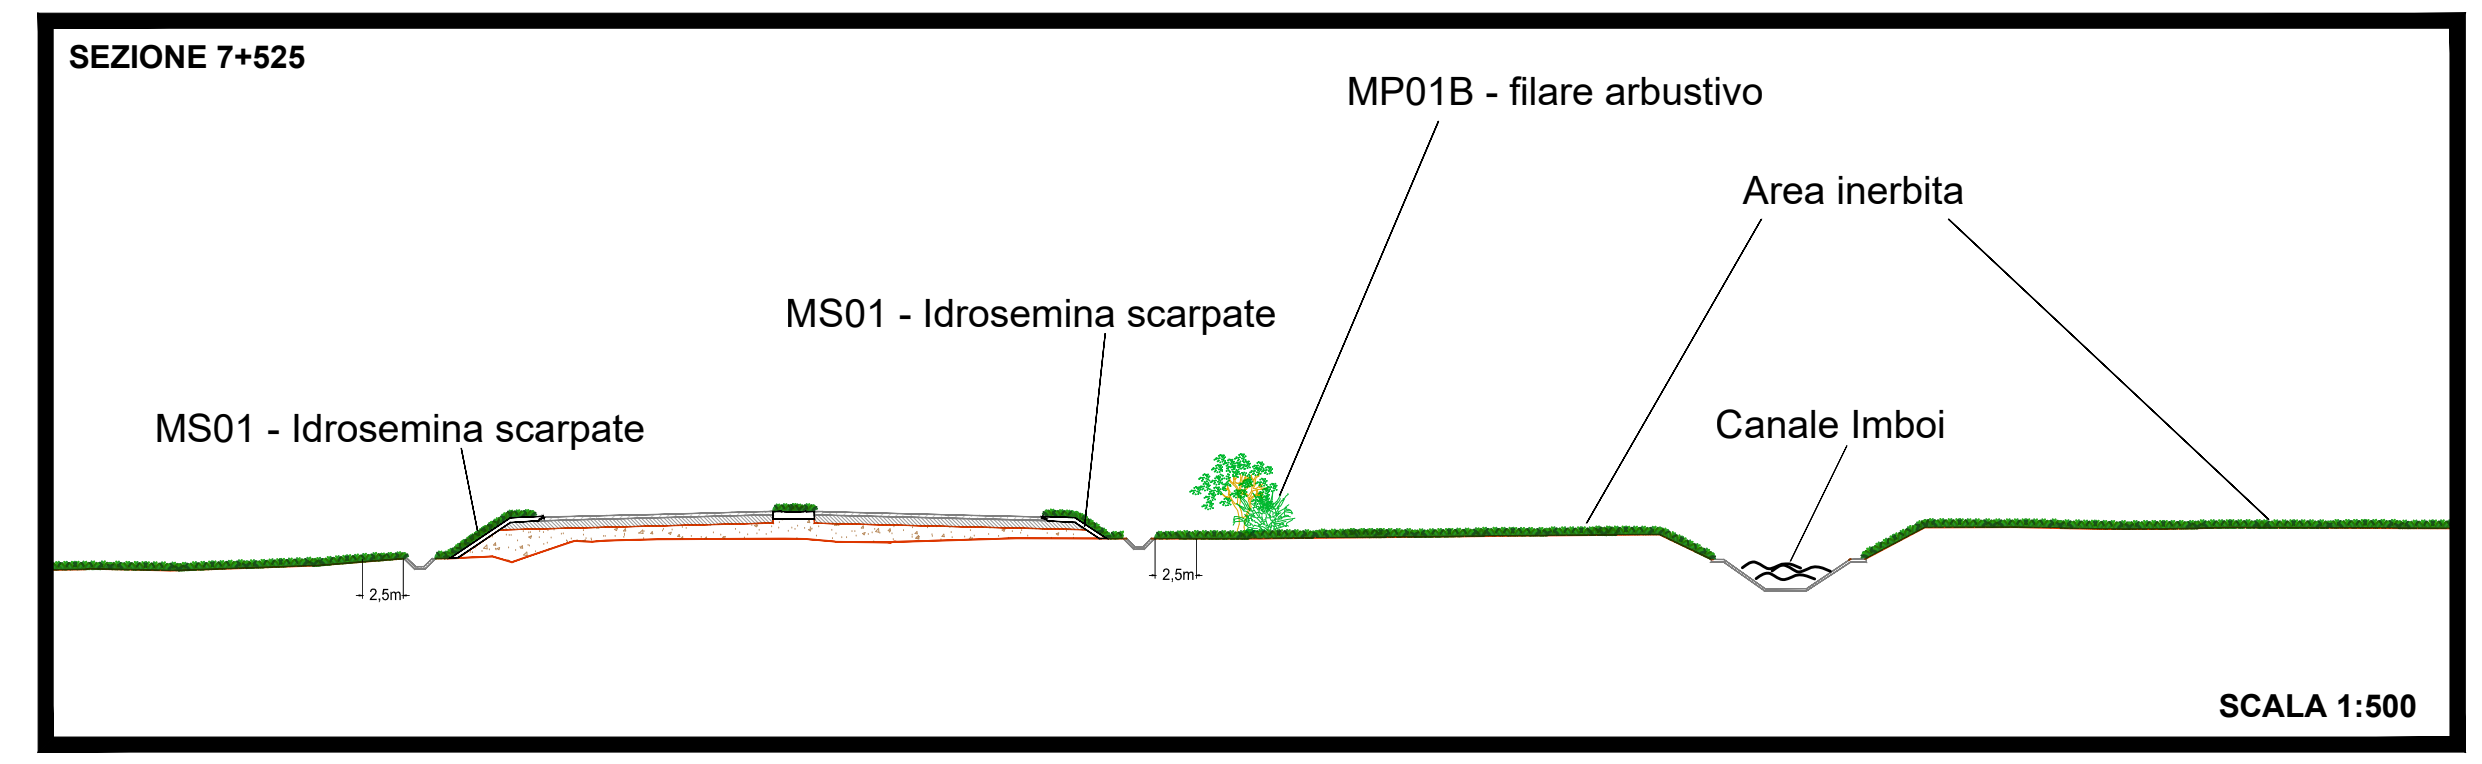 SEZIONE 7+525
MP01B - filare arbustivo
Area inerbita
MS01 - Idrosemina scarpate
MS01 - Idrosemina scarpate
Canale Imboi
2,5m
2,5m
SCALA 1:500